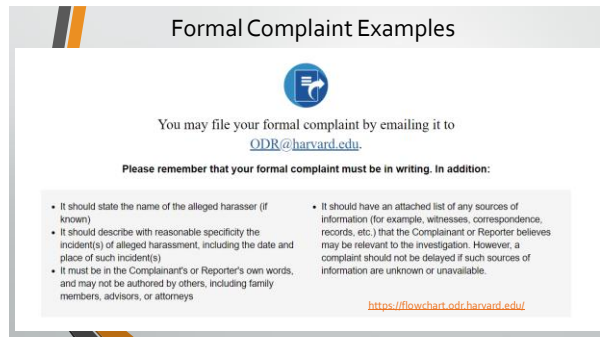 Formal Complaint Examples
You may file your formal complaint by emailing it to
ODR@harvard.edu.
Please remember that your formal complaint must be in writing. In addition:
• It should state the name of the alleged harasser (if
known)
• It should describe with reasonable specificity the
incident(s) of alleged harassment, including the date and
place of such incident(s)
• It must be in the Complainant's or Reporter's own words,
and may not be authored by others, including family
members, advisors, or attorneys
• It should have an attached list of any sources of
information (for example, witnesses, correspondence,
records, etc.) that the Complainant or Reporter believes
may be relevant to the investigation. However, a
complaint should not be delayed if such sources of
information are unknown or unavailable.
https://flowchart.odr.harvard.edu/